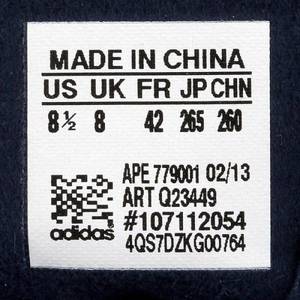 MADE IN CHINA
US UK FR JP CHN
8½ 8 42 265 260
APE 779001 02/13
ART Q23449
#107112054
adidas
4QS7DZKG00764